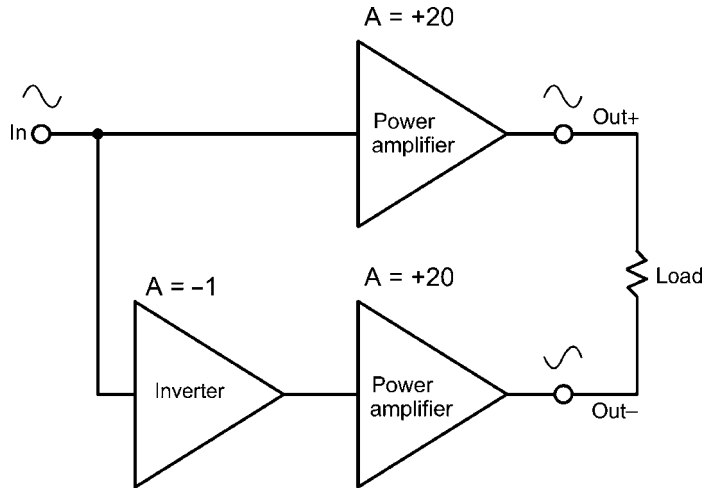 A = +20
In
Power
amplifier
Out+
Load
A = –1
A = +20
Inverter
Power
amplifier
Out–